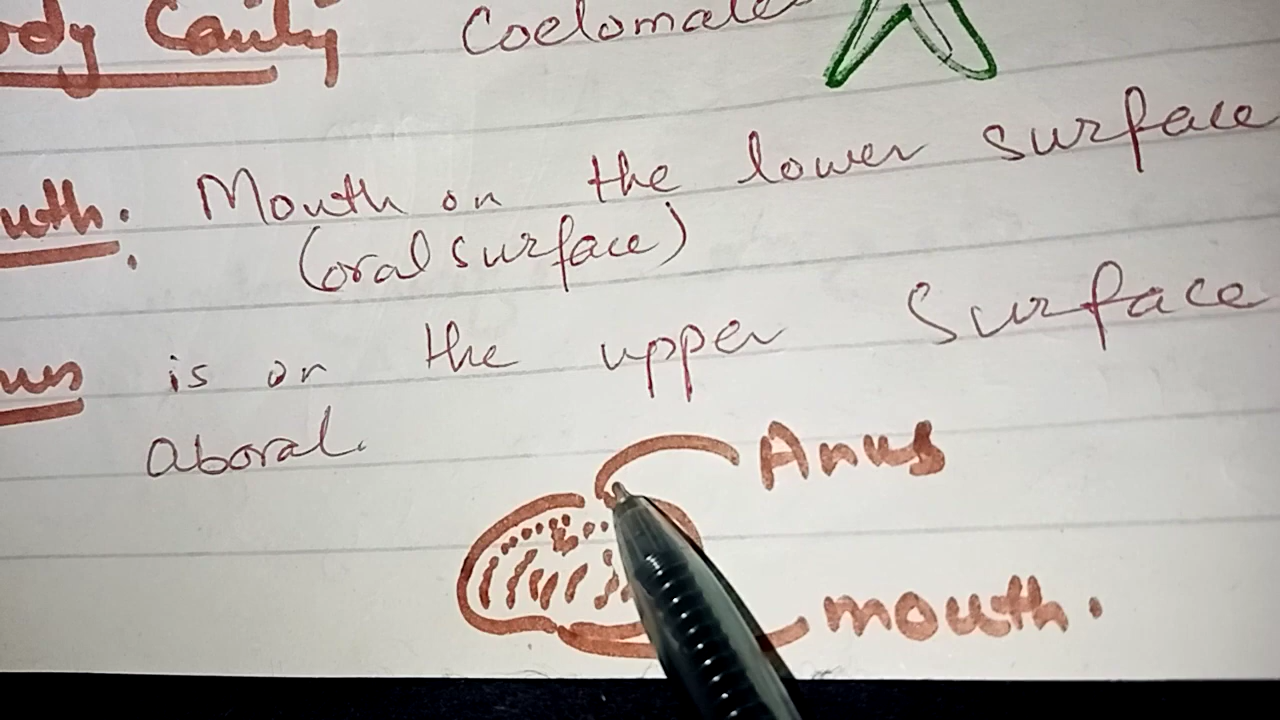 ody Cavity Coelomate
uth: Mouth on the lower surface
(oral surface)
nus is on the upper Surface
aboral.
Anus
mouth.